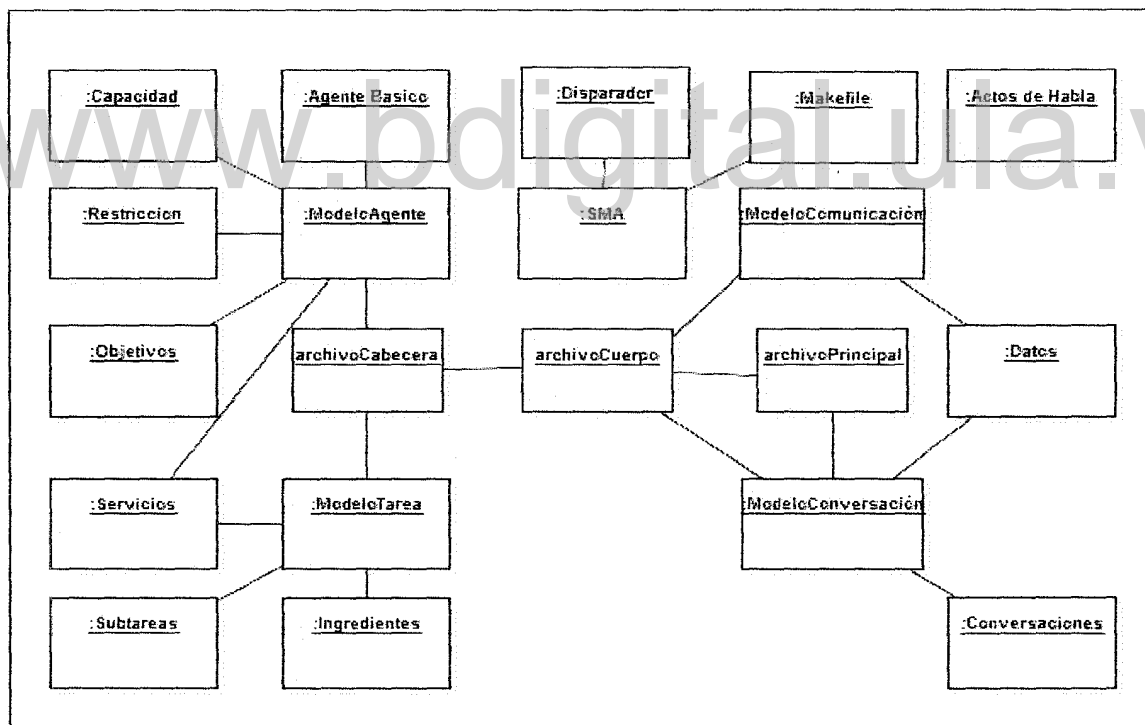 :Capacidad
:Agente Basico
:Disparador
:Makefile
:Actos de Habla
www.bdigital.ula.v
:Restriccion
:ModeloAgente
:SMA
:ModeloComunicación
:Objetivos
archivoCabecera
archivoCuerpo
archivoPrincipal
:Datos
:Servicios
:ModeloTarea
:ModeloConversación
:Subtareas
:Ingredientes
:Conversaciones